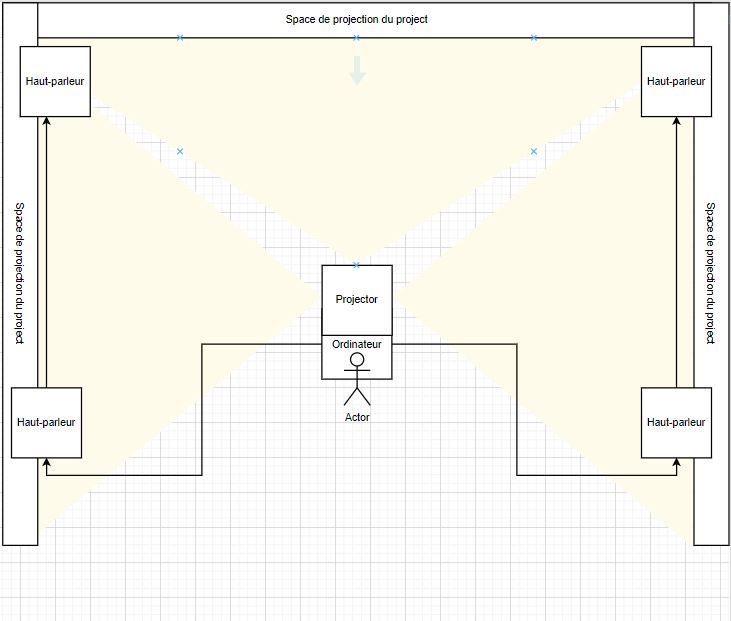 Space de projection du project
Haut-parleur
Haut-parleur
Space de projection du project
Space de projection du project
Projector
Ordinateur
Haut-parleur
Haut-parleur
Actor